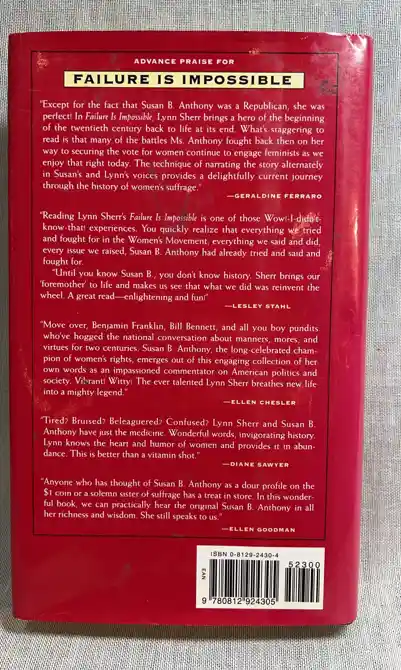 ADVANCE PRAISE FOR
FAILURE IS IMPOSSIBLE
"Except for the fact that Susan B. Anthony was a Republican, she was
perfect! In Failure Is Impossible, Lynn Sherr brings a hero of the beginning
of the twentieth century back to life at its end. What's staggering to
read is that many of the battles Ms. Anthony fought back then on her
way to securing the vote for women continue to engage feminists as we
enjoy that right today. The technique of narrating the story alternately
in Susan's and Lynn's voices provides a delightfully current journey
through the history of women's suffrage."
—GERALDINE FERRARO
"Reading Lynn Sherr's Failure Is Impossible is one of those Wow!-I-didn't-
know-that! experiences. You quickly realize that everything we tried
and fought for in the Women's Movement, everything we said and did,
every issue we raised, Susan B. Anthony had already tried and said and
fought for.
"Until you know Susan B., you don't know history. Sherr brings our
'foremother' to life and makes us see that what we did was reinvent
the wheel. A great read—enlightening and fun!"
—LESLEY STAHL
"Move over, Benjamin Franklin, Bill Bennett, and all you boy pundits
who've hogged the national conversation about manners, mores, and
virtues for two centuries. Susan B. Anthony, the long-celebrated cham-
pion of women's rights, emerges out of this engaging collection of her
own words as an impassioned commentator on American politics and
society. Vibrant! Witty! The ever talented Lynn Sherr breathes new life
into a mighty legend."
—ELLEN CHESLER
"Tired? Bruised? Beleaguered? Confused? Lynn Sherr and Susan B.
Anthony have just the medicine. Wonderful words, invigorating history.
Lynn knows the heart and humor of women and provides it in abun-
dance. This is better than a vitamin shot."
—DIANE SAWYER
"Anyone who has thought of Susan B. Anthony as a dour profile on the
$1 coin or a solemn sister of suffrage has a treat in store. In this wonder-
ful book, we can practically hear the original Susan B. Anthony in all
her richness and wisdom. She still speaks to us."
—ELLEN GOODMAN
ISBN 0-8129-2430-4
52300
EAN
9 780812 924305